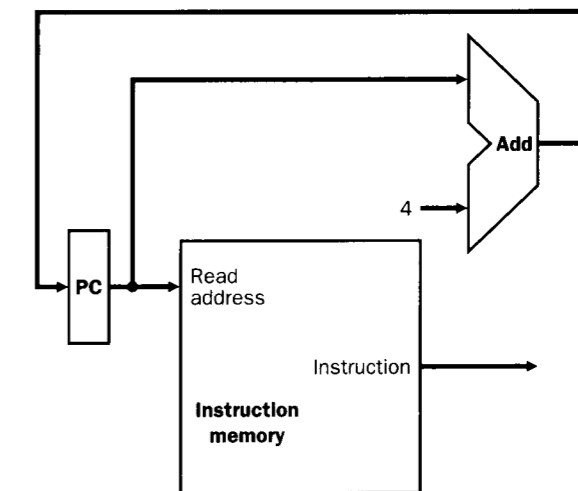 Add
4
PC
Read
address
Instruction
Instruction
memory